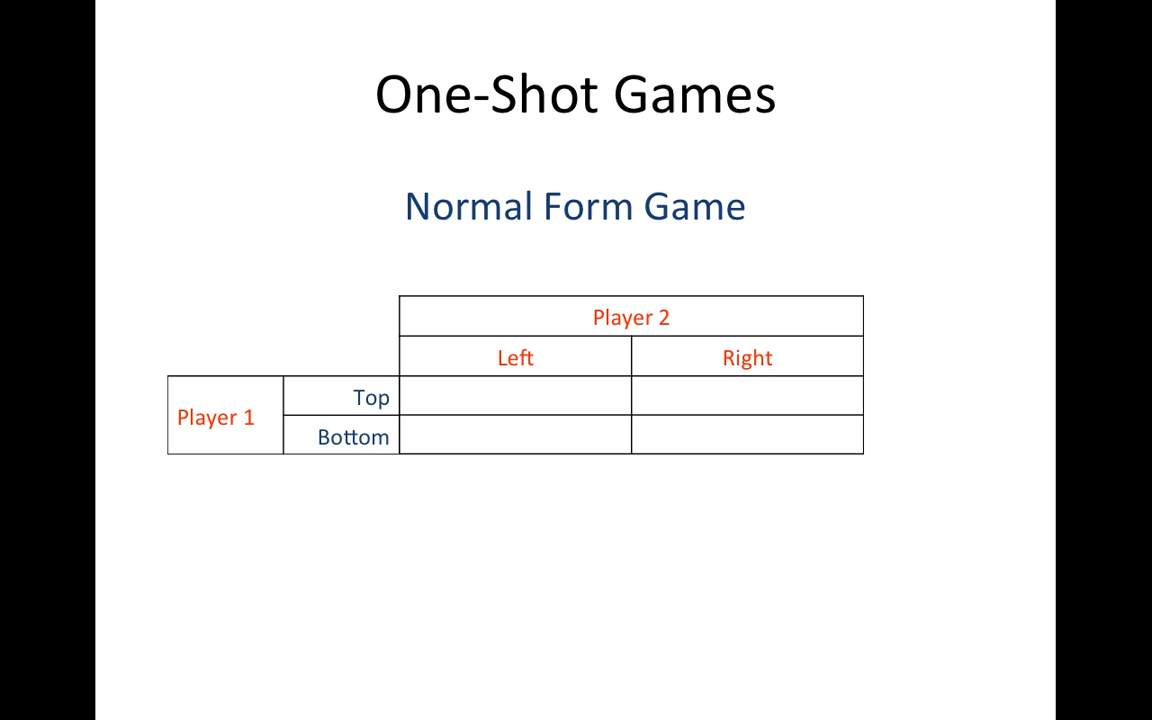 One-Shot Games
Normal Form Game
Player 2
Left Right
Top
Player 1
Bottom